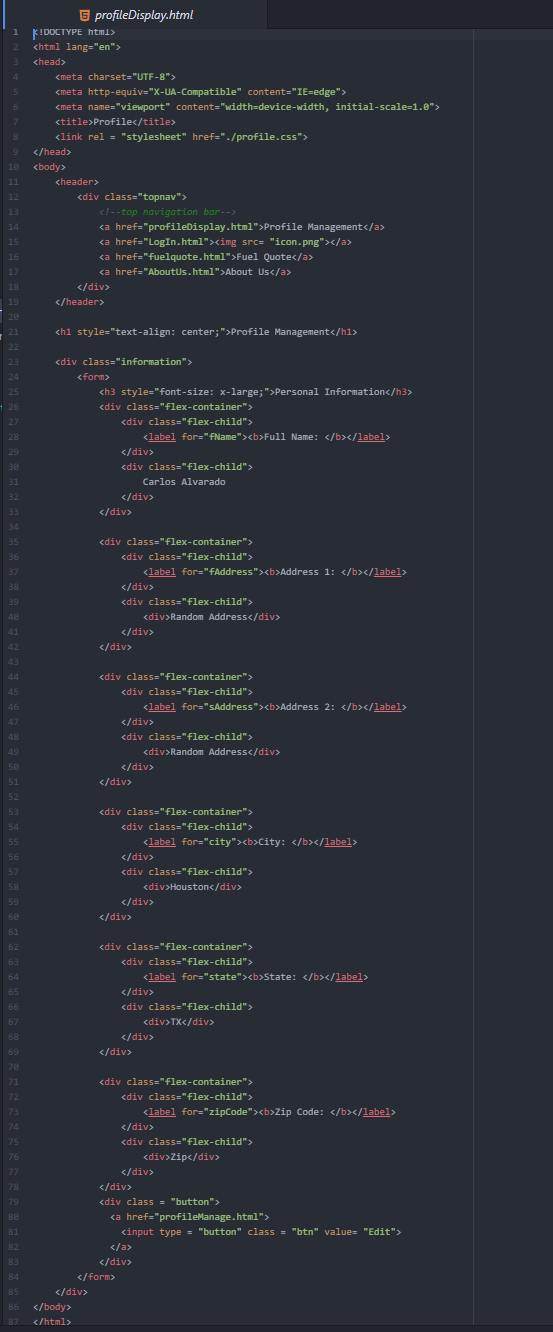 profileDisplay.html
1 <!DOCTYPE html>
2 <html lang="en">
3 <head>
4     <meta charset="UTF-8">
5     <meta http-equiv="X-UA-Compatible" content="IE=edge">
6     <meta name="viewport" content="width=device-width, initial-scale=1.0">
7     <title>Profile</title>
8     <link rel = "stylesheet" href="./profile.css">
9 </head>
10 <body>
11     <header>
12         <div class="topnav">
13             <!--top navigation bar-->
14             <a href="profileDisplay.html">Profile Management</a>
15             <a href="LogIn.html"><img src= "icon.png"></a>
16             <a href="fuelquote.html">Fuel Quote</a>
17             <a href="AboutUs.html">About Us</a>
18         </div>
19     </header>
20
21     <h1 style="text-align: center;">Profile Management</h1>
22
23     <div class="information">
24         <form>
25             <h3 style="font-size: x-large;">Personal Information</h3>
26             <div class="flex-container">
27                 <div class="flex-child">
28                     <label for="fName"><b>Full Name: </b></label>
29                 </div>
30                 <div class="flex-child">
31                     Carlos Alvarado
32                 </div>
33             </div>
34
35             <div class="flex-container">
36                 <div class="flex-child">
37                     <label for="fAddress"><b>Address 1: </b></label>
38                 </div>
39                 <div class="flex-child">
40                     <div>Random Address</div>
41                 </div>
42             </div>
43
44             <div class="flex-container">
45                 <div class="flex-child">
46                     <label for="sAddress"><b>Address 2: </b></label>
47                 </div>
48                 <div class="flex-child">
49                     <div>Random Address</div>
50                 </div>
51             </div>
52
53             <div class="flex-container">
54                 <div class="flex-child">
55                     <label for="city"><b>City: </b></label>
56                 </div>
57                 <div class="flex-child">
58                     <div>Houston</div>
59                 </div>
60             </div>
61
62             <div class="flex-container">
63                 <div class="flex-child">
64                     <label for="state"><b>State: </b></label>
65                 </div>
66                 <div class="flex-child">
67                     <div>TX</div>
68                 </div>
69             </div>
70
71             <div class="flex-container">
72                 <div class="flex-child">
73                     <label for="zipCode"><b>Zip Code: </b></label>
74                 </div>
75                 <div class="flex-child">
76                     <div>Zip</div>
77                 </div>
78             </div>
79             <div class = "button">
80               <a href="profileManage.html">
81                 <input type = "button" class = "btn" value= "Edit">
82               </a>
83             </div>
84         </form>
85     </div>
86 </body>
87 </html>